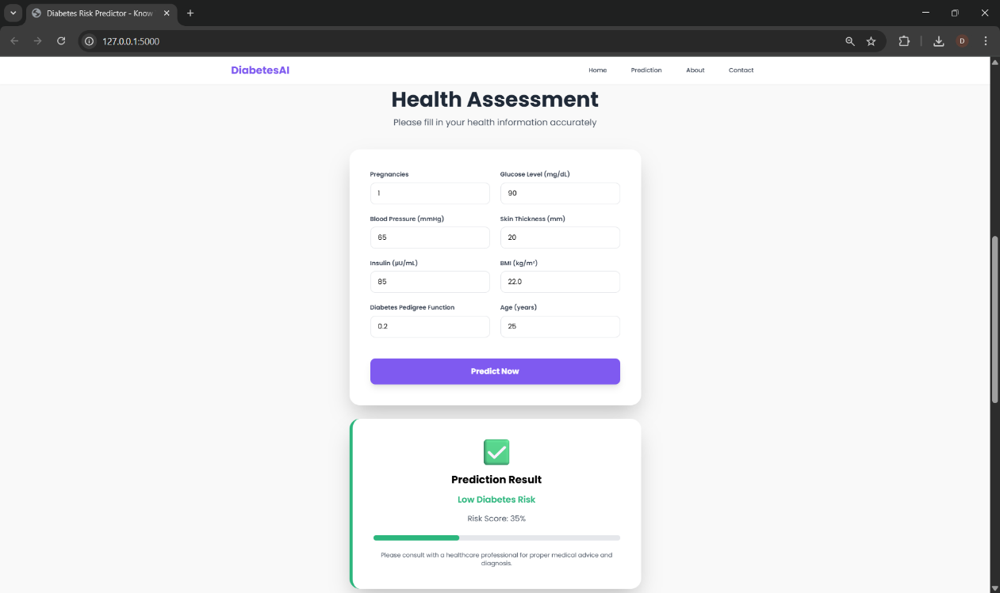 Diabetes Risk Predictor - Know
127.0.0.1:5000
D
DiabetesAI
Home Prediction About Contact
Health Assessment
Please fill in your health information accurately
Pregnancies Glucose Level (mg/dL)
1 90
Blood Pressure (mmHg) Skin Thickness (mm)
65 20
Insulin (μU/mL) BMI (kg/m²)
85 22.0
Diabetes Pedigree Function Age (years)
0.2 25
Predict Now
Prediction Result
Low Diabetes Risk
Risk Score: 35%
Please consult with a healthcare professional for proper medical advice and
diagnosis.